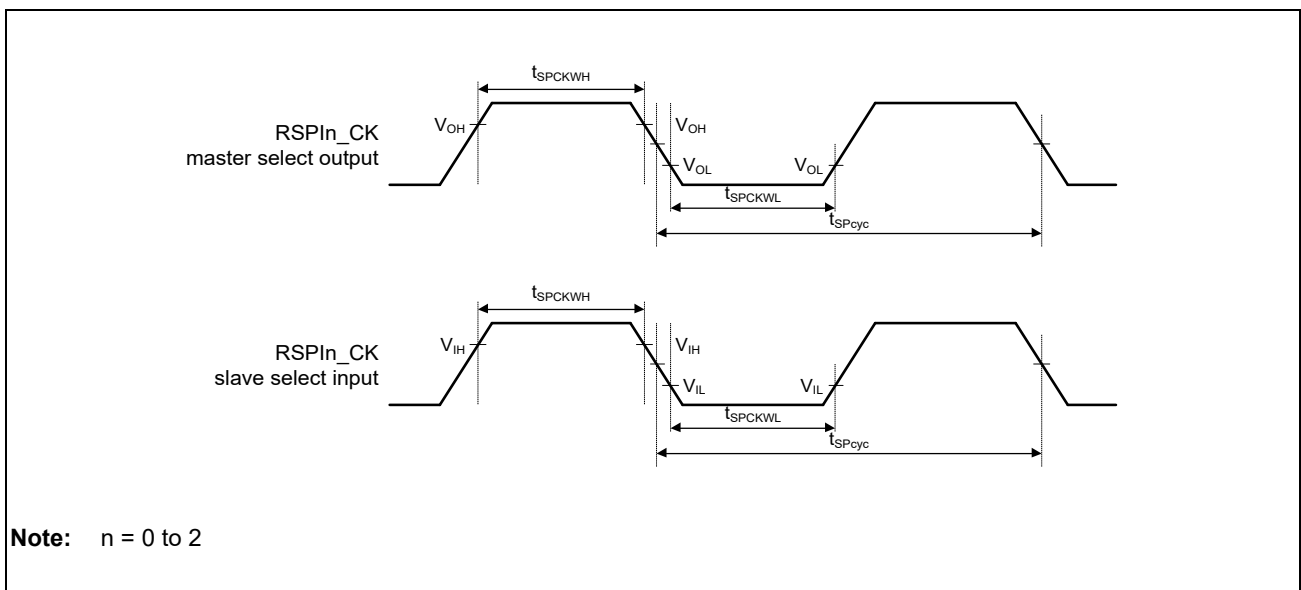 tSPCKWH
RSPIn_CK
master select output
VOH
VOH
VOL
VOL
tSPCKWL
tSPcyc
tSPCKWH
RSPIn_CK
slave select input
VIH
VIH
VIL
VIL
tSPCKWL
tSPcyc
Note: n = 0 to 2